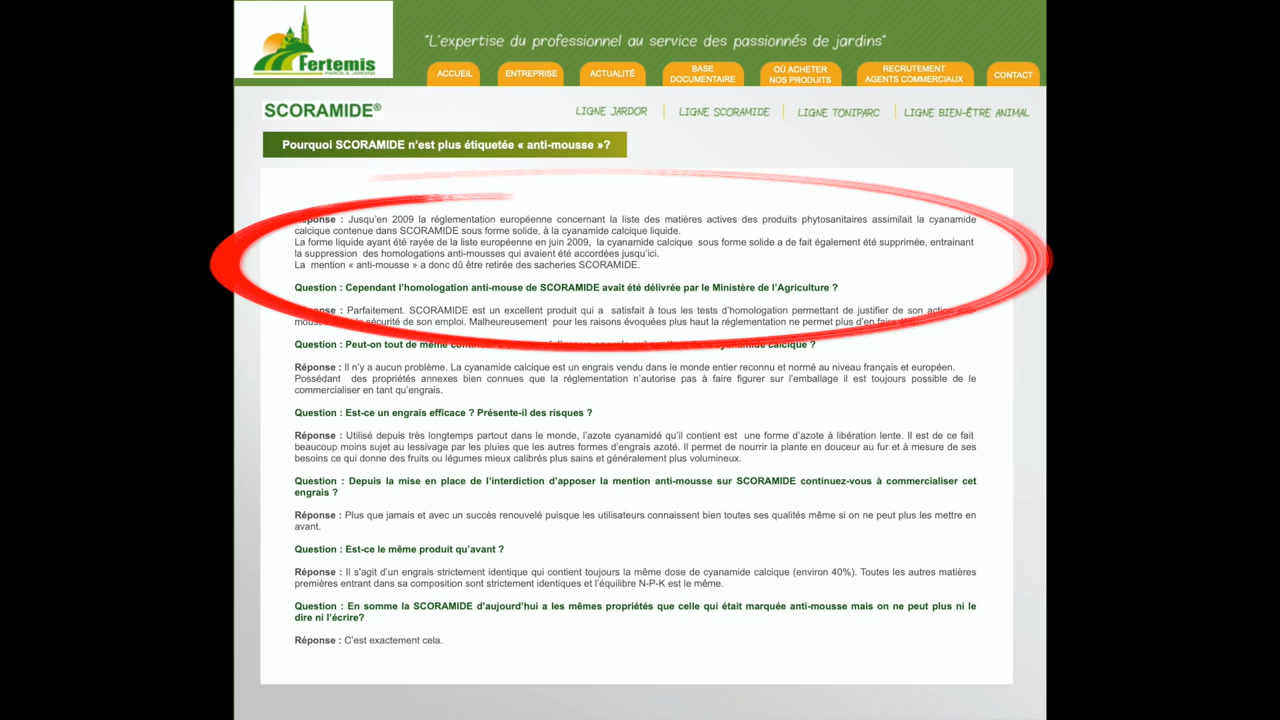 Fertemis
PARCS & JARDINS
"L'expertise du professionnel au service des passionnés de jardins"
ACCUEIL
ENTREPRISE
ACTUALITÉ
BASE
DOCUMENTAIRE
OÙ ACHETER
NOS PRODUITS
RECRUTEMENT
AGENTS COMMERCIAUX
CONTACT
SCORAMIDE®
LIGNE JARDOR
LIGNE SCORAMIDE
LIGNE TONIPARC
LIGNE BIEN-ÊTRE ANIMAL
Pourquoi SCORAMIDE n'est plus étiquetée « anti-mousse »?
: Jusqu'en 2009 la réglementation européenne concernant la liste des matières actives des produits phytosanitaires assimilait la cyanamide
calcique contenue dans SCORAMIDE sous forme solide, à la cyanamide calcique liquide.
La forme liquide ayant été rayée de la liste européenne en juin 2009, la cyanamide calcique sous forme solide a de fait également été supprimée, entrainant
la suppression des homologations anti-mousses qui avaient été accordées jusqu'ici.
La mention « anti-mousse » a donc dû être retirée des sacheries SCORAMIDE.
Question : Cependant l'homologation anti-mouse de SCORAMIDE avait été délivrée par le Ministère de l'Agriculture ?
: Parfaitement. SCORAMIDE est un excellent produit qui a satisfait à tous les tests d'homologation permettant de justifier de son
sécurité de son emploi. Malheureusement pour les raisons évoquées plus haut la réglementation ne permet plus d'en
Question : Peut-on tout de même calcique ?
Réponse : Il n'y a aucun problème. La cyanamide calcique est un engrais vendu dans le monde entier reconnu et normé au niveau français et européen.
Possédant des propriétés annexes bien connues que la réglementation n'autorise pas à faire figurer sur l'emballage il est toujours possible de le
commercialiser en tant qu'engrais.
Question : Est-ce un engrais efficace ? Présente-il des risques ?
Réponse : Utilisé depuis très longtemps partout dans le monde, l'azote cyanamidé qu'il contient est une forme d'azote à libération lente. Il est de ce fait
beaucoup moins sujet au lessivage par les pluies que les autres formes d'engrais azoté. Il permet de nourrir la plante en douceur au fur et à mesure de ses
besoins ce qui donne des fruits ou légumes mieux calibrés plus sains et généralement plus volumineux.
Question : Depuis la mise en place de l'interdiction d'apposer la mention anti-mousse sur SCORAMIDE continuez-vous à commercialiser cet
engrais ?
Réponse : Plus que jamais et avec un succès renouvelé puisque les utilisateurs connaissent bien toutes ses qualités même si on ne peut plus les mettre en
avant.
Question : Est-ce le même produit qu'avant ?
Réponse : Il s'agit d'un engrais strictement identique qui contient toujours la même dose de cyanamide calcique (environ 40%). Toutes les autres matières
premières entrant dans sa composition sont strictement identiques et l'équilibre N-P-K est le même.
Question : En somme la SCORAMIDE d'aujourd'hui a les mêmes propriétés que celle qui était marquée anti-mousse mais on ne peut plus ni le
dire ni l'écrire?
Réponse : C'est exactement cela.